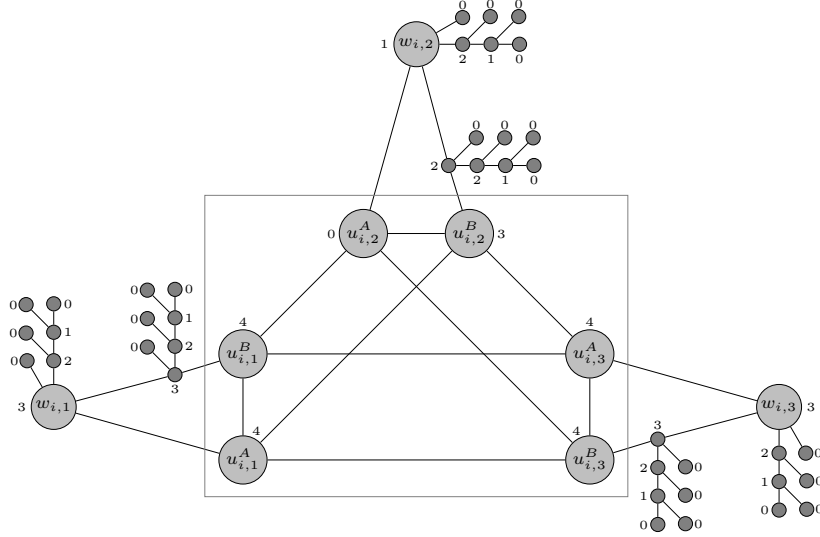 0 0 0
1 w_{i,2}
2 1 0
0 0 0
2
2 1 0
0 u^A_{i,2} u^B_{i,2} 3
0 0 0 0
0 1 0 1
0 2 0 2
3
4 u^B_{i,1}
4 u^A_{i,3}
3 w_{i,1}
w_{i,3} 3
4 u^A_{i,1}
4 u^B_{i,3}
3
2 0 2 0
1 0 1 0
0 0 0 0